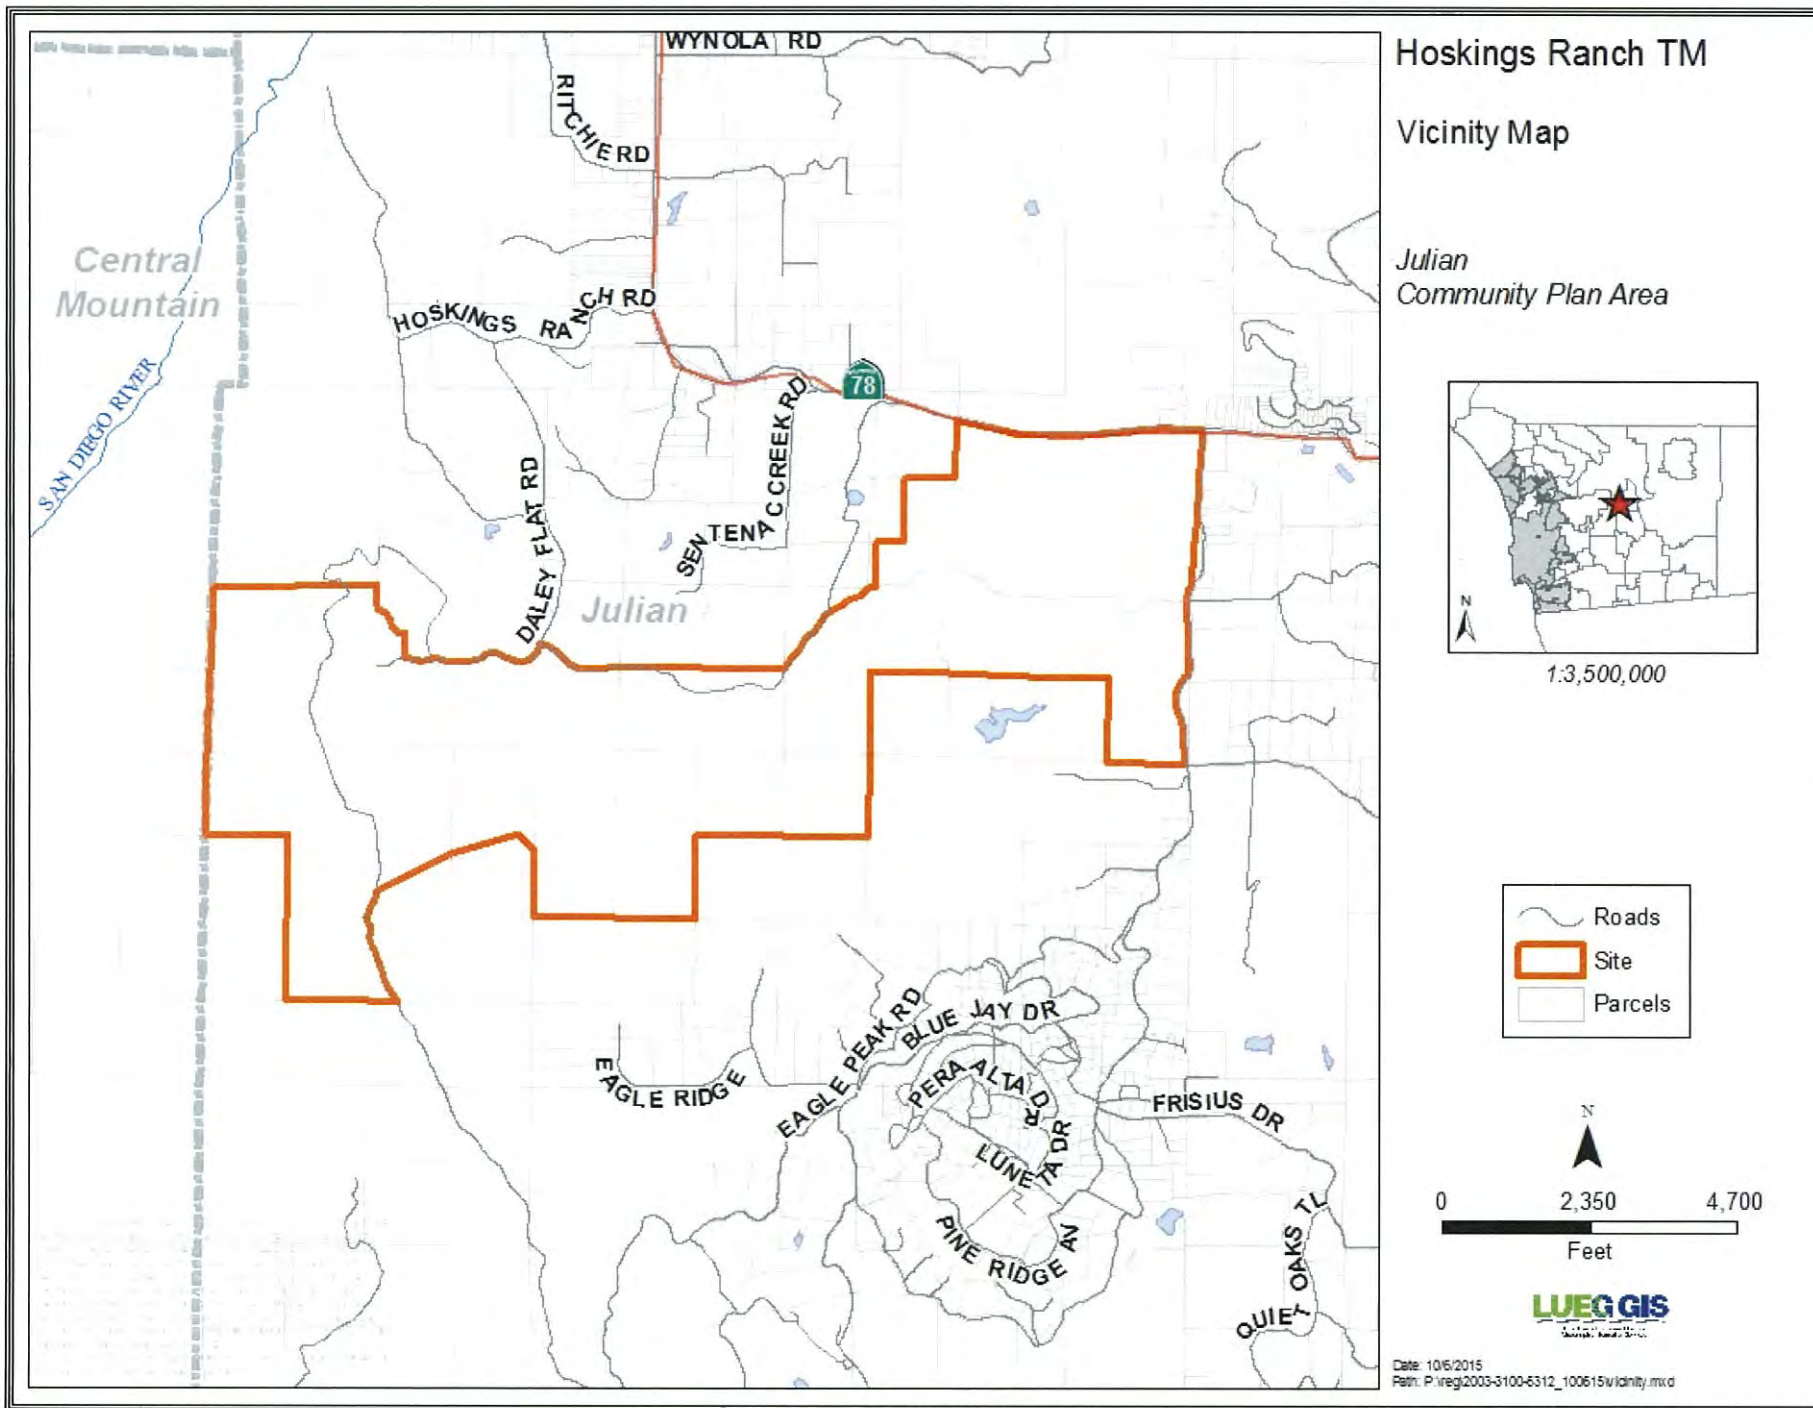 Hoskings Ranch TM
Vicinity Map
Julian
Community Plan Area
1:3,500,000
N
Roads
Site
Parcels
N
0 2,350 4,700
Feet
LUEG GIS
Date: 10/6/2015
WYNOLA RD
RITCHIE RD
Central
Mountain
HOSKINGS RANCH RD
SAN DIEGO RIVER
78
SENTENAC CREEK RD
DALEY FLAT RD
Julian
EAGLE PEAK RD
BLUE JAY DR
EAGLE RIDGE
PERA ALTA DR
FRISIUS DR
LUNETA DR
PINE RIDGE AV
QUIET OAKS TL